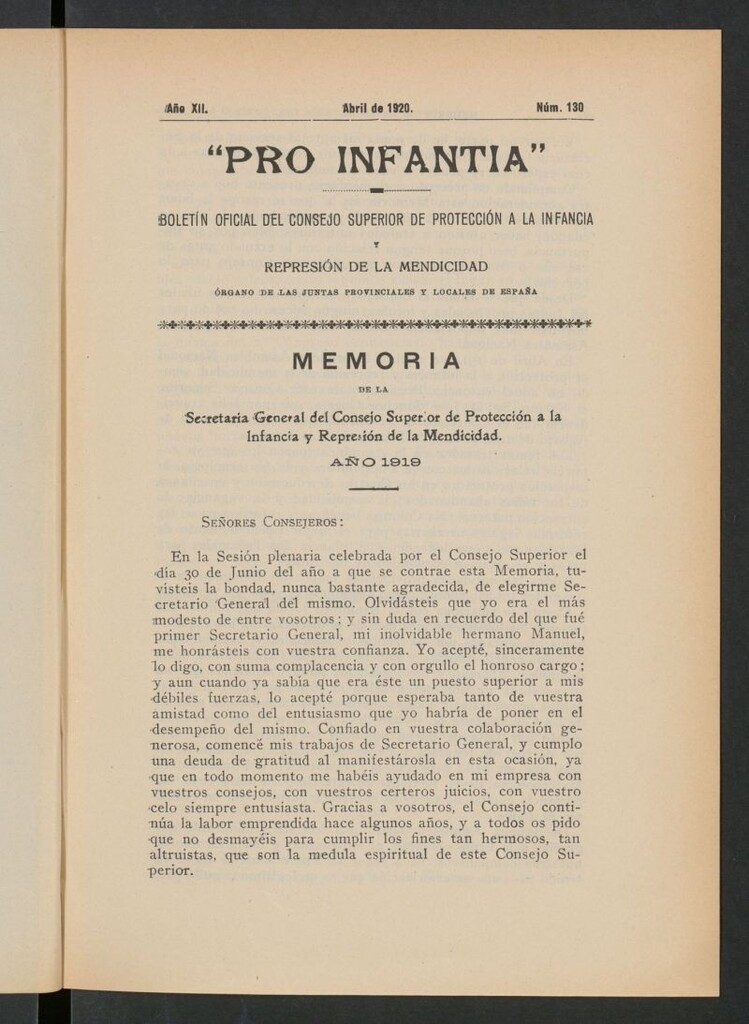 Año XII. Abril de 1920. Núm. 130
"PRO INFANTIA"
BOLETÍN OFICIAL DEL CONSEJO SUPERIOR DE PROTECCIÓN A LA INFANCIA
Y
REPRESIÓN DE LA MENDICIDAD
ÓRGANO DE LAS JUNTAS PROVINCIALES Y LOCALES DE ESPAÑA
MEMORIA
DE LA
Secretaria General del Consejo Superior de Protección a la
Infancia y Represión de la Mendicidad.
AÑO 1919
SEÑORES CONSEJEROS:
En la Sesión plenaria celebrada por el Consejo Superior el
día 30 de Junio del año a que se contrae esta Memoria, tu-
vísteis la bondad, nunca bastante agradecida, de elegirme Se-
cretario General del mismo. Olvidásteis que yo era el más
modesto de entre vosotros; y sin duda en recuerdo del que fué
primer Secretario General, mi inolvidable hermano Manuel,
me honrásteis con vuestra confianza. Yo acepté, sinceramente
lo digo, con suma complacencia y con orgullo el honroso cargo;
y aun cuando ya sabía que era éste un puesto superior a mis
débiles fuerzas, lo acepté porque esperaba tanto de vuestra
amistad como del entusiasmo que yo habría de poner en el
desempeño del mismo. Confiado en vuestra colaboración ge-
nerosa, comencé mis trabajos de Secretario General, y cumplo
una deuda de gratitud al manifestárosla en esta ocasión, ya
que en todo momento me habéis ayudado en mi empresa con
vuestros consejos, con vuestros certeros juicios, con vuestro
celo siempre entusiasta. Gracias a vosotros, el Consejo conti-
núa la labor emprendida hace algunos años, y a todos os pido
que no desmayéis para cumplir los fines tan hermosos, tan
altruistas, que son la medula espiritual de este Consejo Su-
perior.